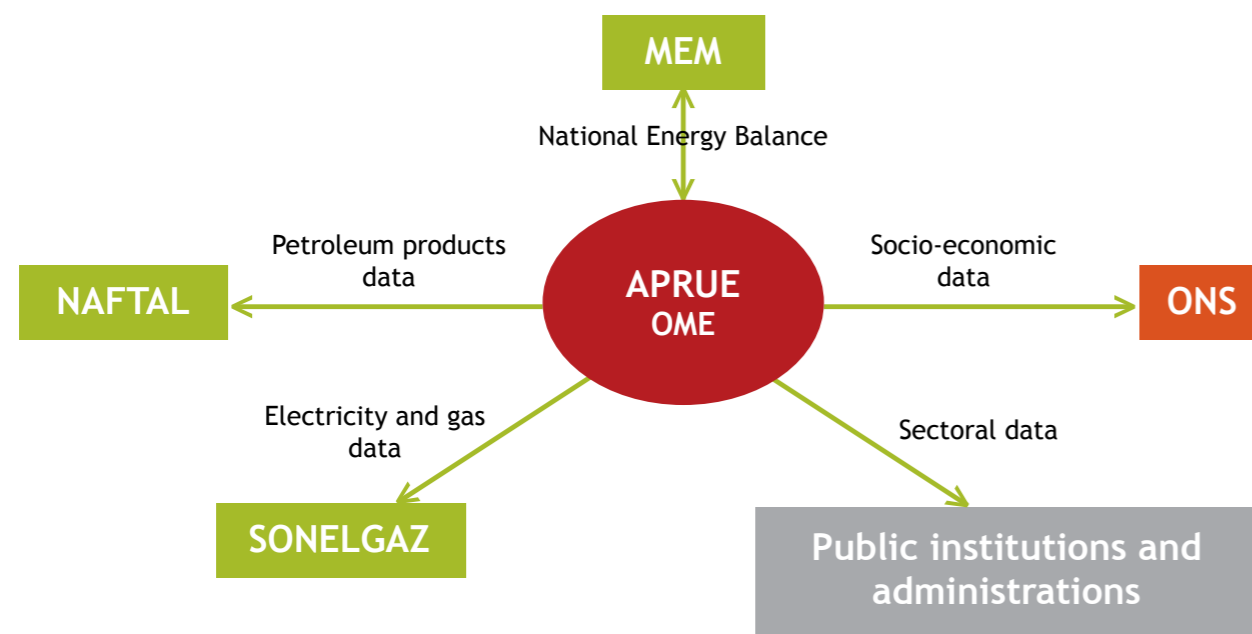 MEM
National Energy Balance
Petroleum products
data
Socio-economic
data
NAFTAL
APRUE
OME
ONS
Electricity and gas
data
Sectoral data
SONELGAZ
Public institutions and
administrations